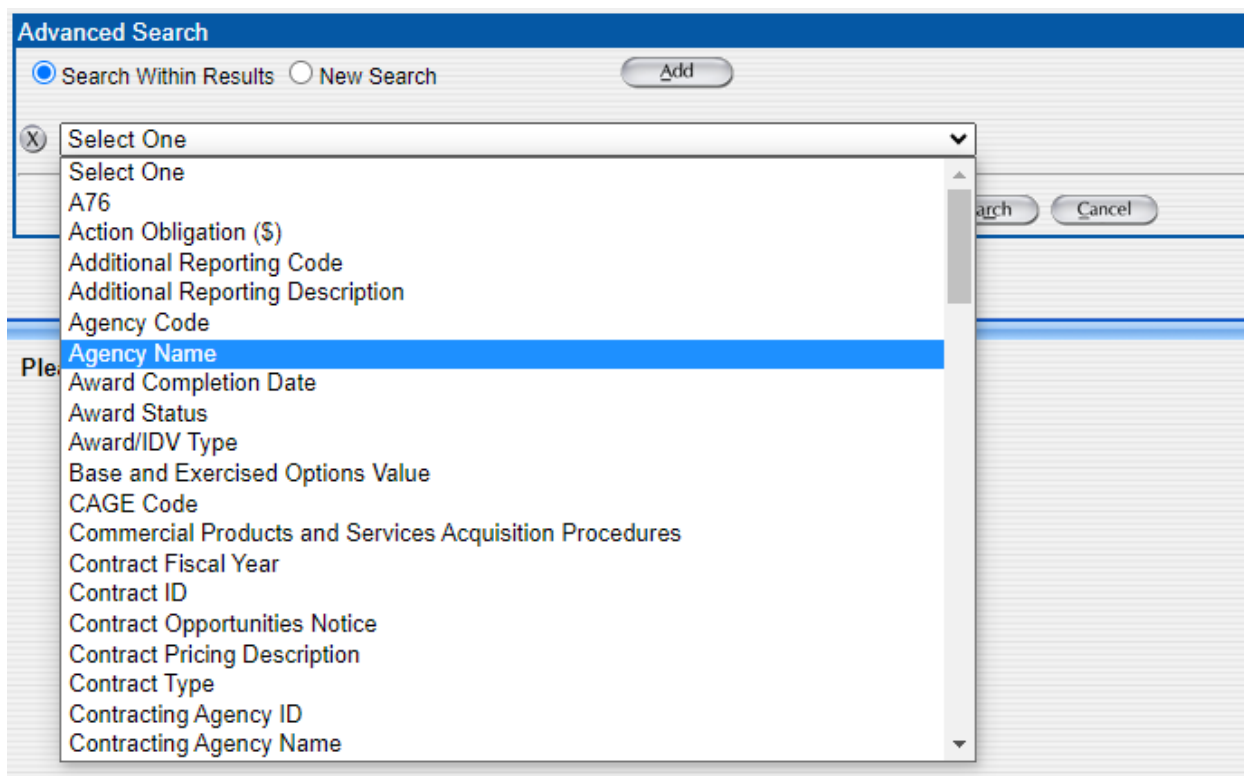 Advanced Search
Search Within Results New Search Add
X Select One
Select One
A76
Action Obligation ($)
Additional Reporting Code
Additional Reporting Description
Agency Code
Agency Name
Award Completion Date
Award Status
Award/IDV Type
Base and Exercised Options Value
CAGE Code
Commercial Products and Services Acquisition Procedures
Contract Fiscal Year
Contract ID
Contract Opportunities Notice
Contract Pricing Description
Contract Type
Contracting Agency ID
Contracting Agency Name
arch Cancel
Plea